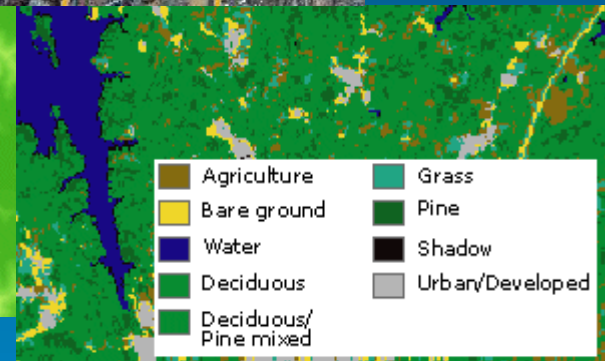 Agriculture
Bare ground
Water
Deciduous
Deciduous/
Pine mixed
Grass
Pine
Shadow
Urban/Developed